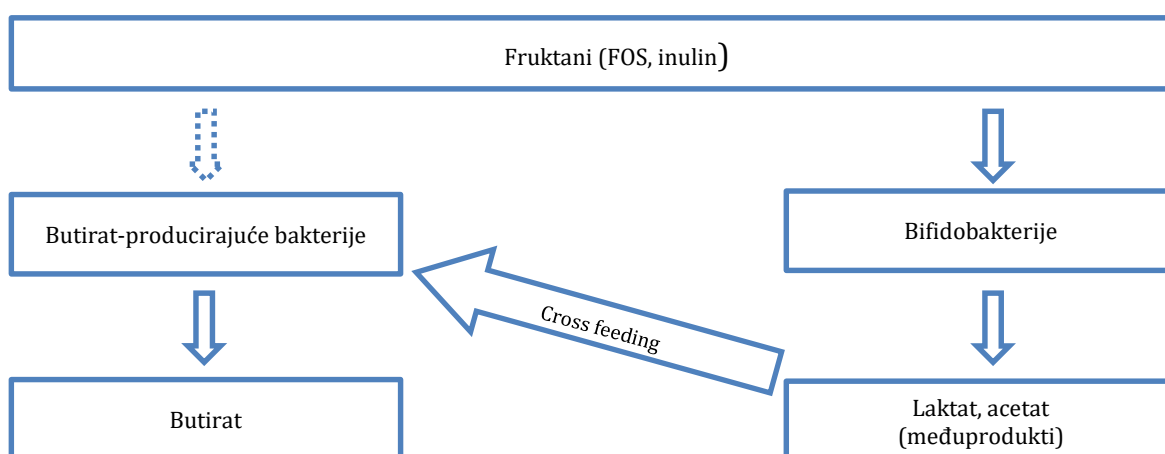 Fruktani (FOS, inulin)
Butirat-producirajuće bakterije
Bifidobakterije
Cross feeding
Butirat
Laktat, acetat
(međuprodukti)